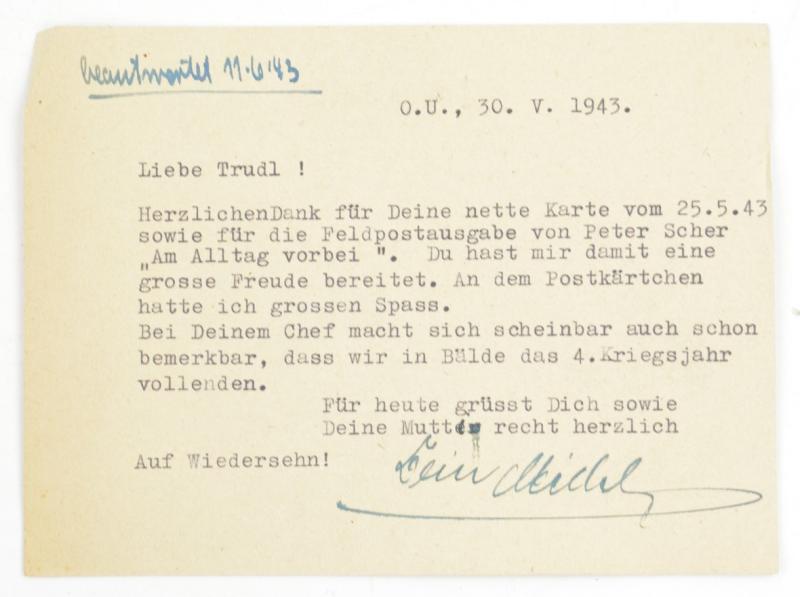 beantwortet 11.6.43
O.U., 30. V. 1943.
Liebe Trudl !
HerzlichenDank für Deine nette Karte vom 25.5.43
sowie für die Feldpostausgabe von Peter Scher
„Am Alltag vorbei ". Du hast mir damit eine
grosse Freude bereitet. An dem Postkärtchen
hatte ich grossen Spass.
Bei Deinem Chef macht sich scheinbar auch schon
bemerkbar, dass wir in Bälde das 4.Kriegsjahr
vollenden.
Für heute grüsst Dich sowie
Deine Mutter recht herzlich
Auf Wiedersehn!
Dein Michel